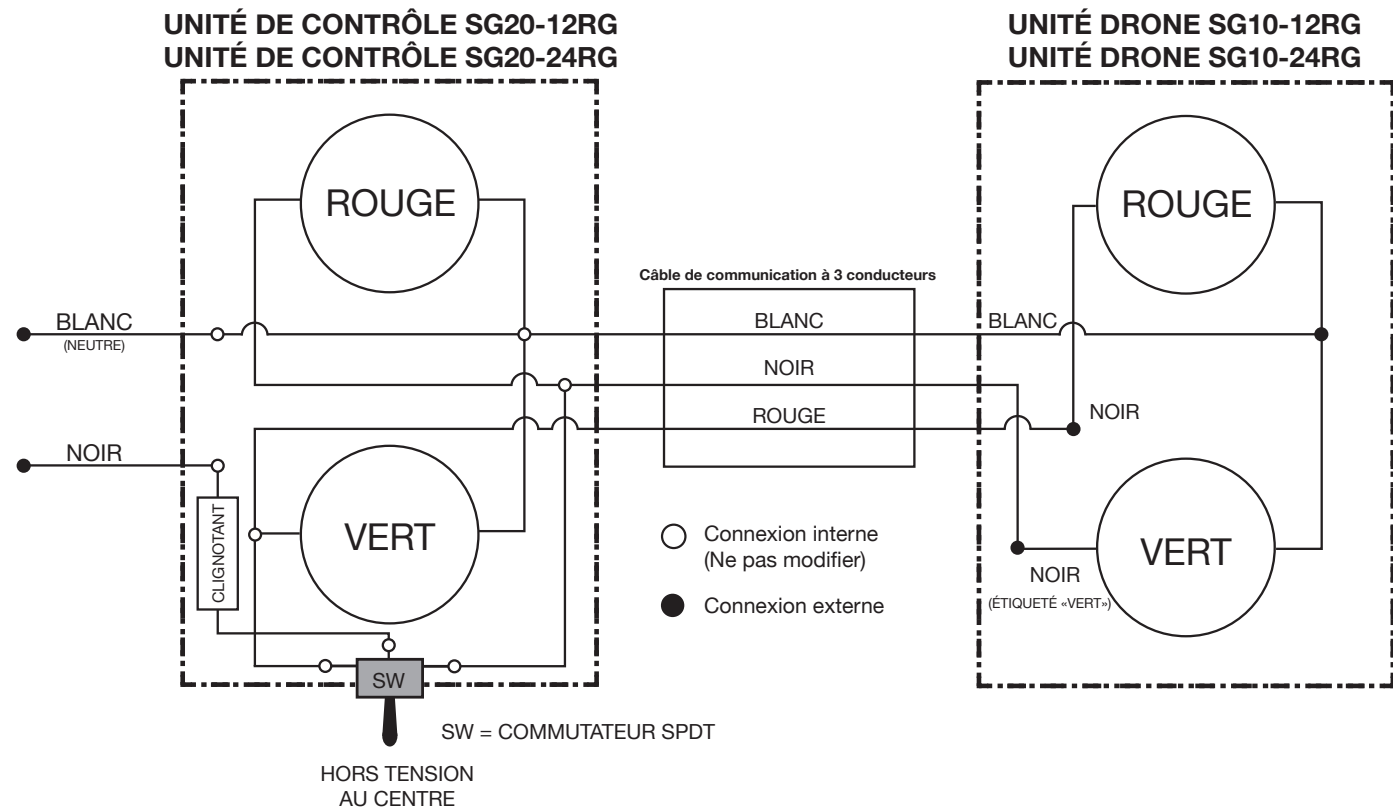 UNITÉ DE CONTRÔLE SG20-12RG
UNITÉ DE CONTRÔLE SG20-24RG
UNITÉ DRONE SG10-12RG
UNITÉ DRONE SG10-24RG
ROUGE
ROUGE
Câble de communication à 3 conducteurs
BLANC
(NEUTRE)
BLANC
BLANC
NOIR
ROUGE
NOIR
NOIR
CLIGNOTANT
VERT
Connexion interne
(Ne pas modifier)
Connexion externe
VERT
NOIR
(ÉTIQUETÉ «VERT»)
SW
SW = COMMUTATEUR SPDT
HORS TENSION
AU CENTRE